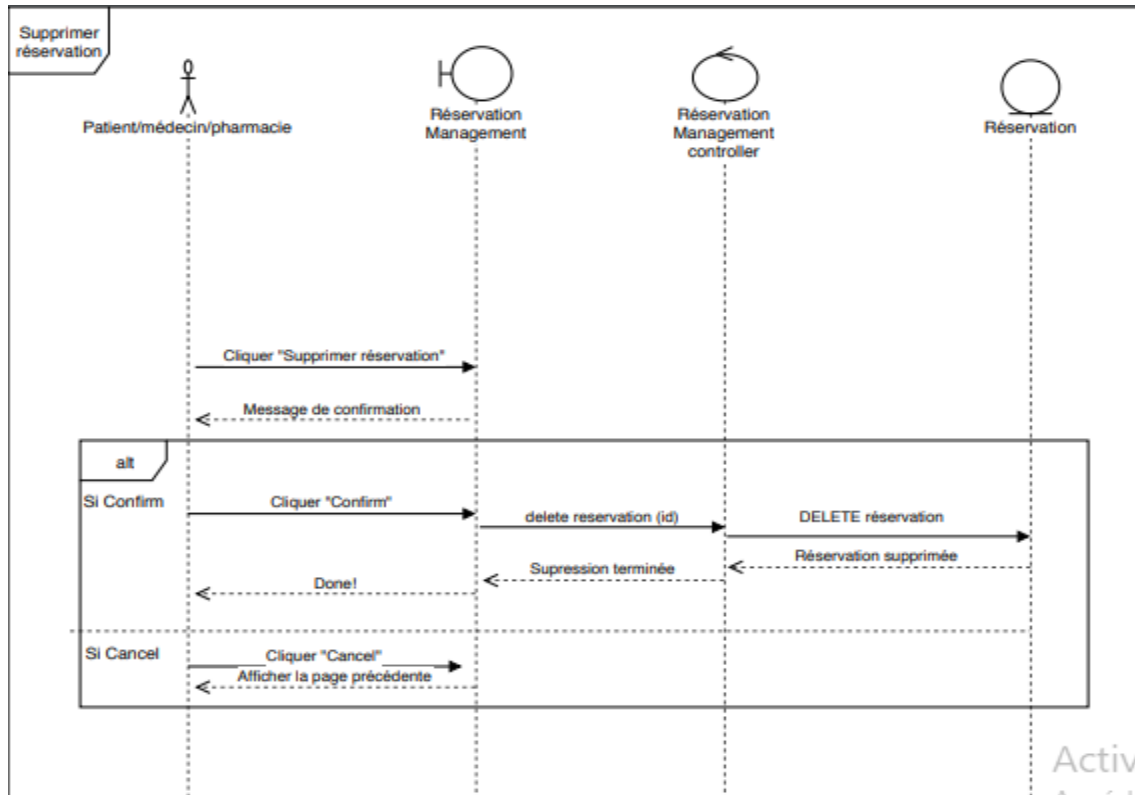 Supprimer
réservation
Patient/médecin/pharmacie
Réservation
Management
Réservation
Management
controller
Réservation
Cliquer "Supprimer réservation"
Message de confirmation
alt
Si Confirm
Cliquer "Confirm"
delete reservation (id)
DELETE réservation
Réservation supprimée
Supression terminée
Done!
Si Cancel
Cliquer "Cancel"
Afficher la page précédente
Activ